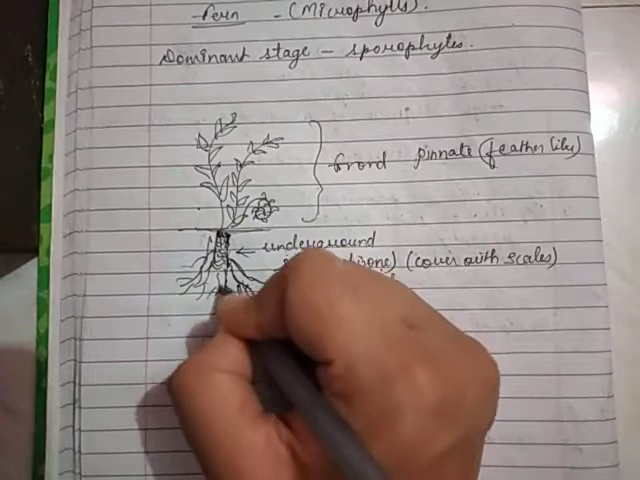 -Fern - (Microphylls).
Dominant stage - sporophytes.
frond pinnate (feather like)
underground
(cover with scales)